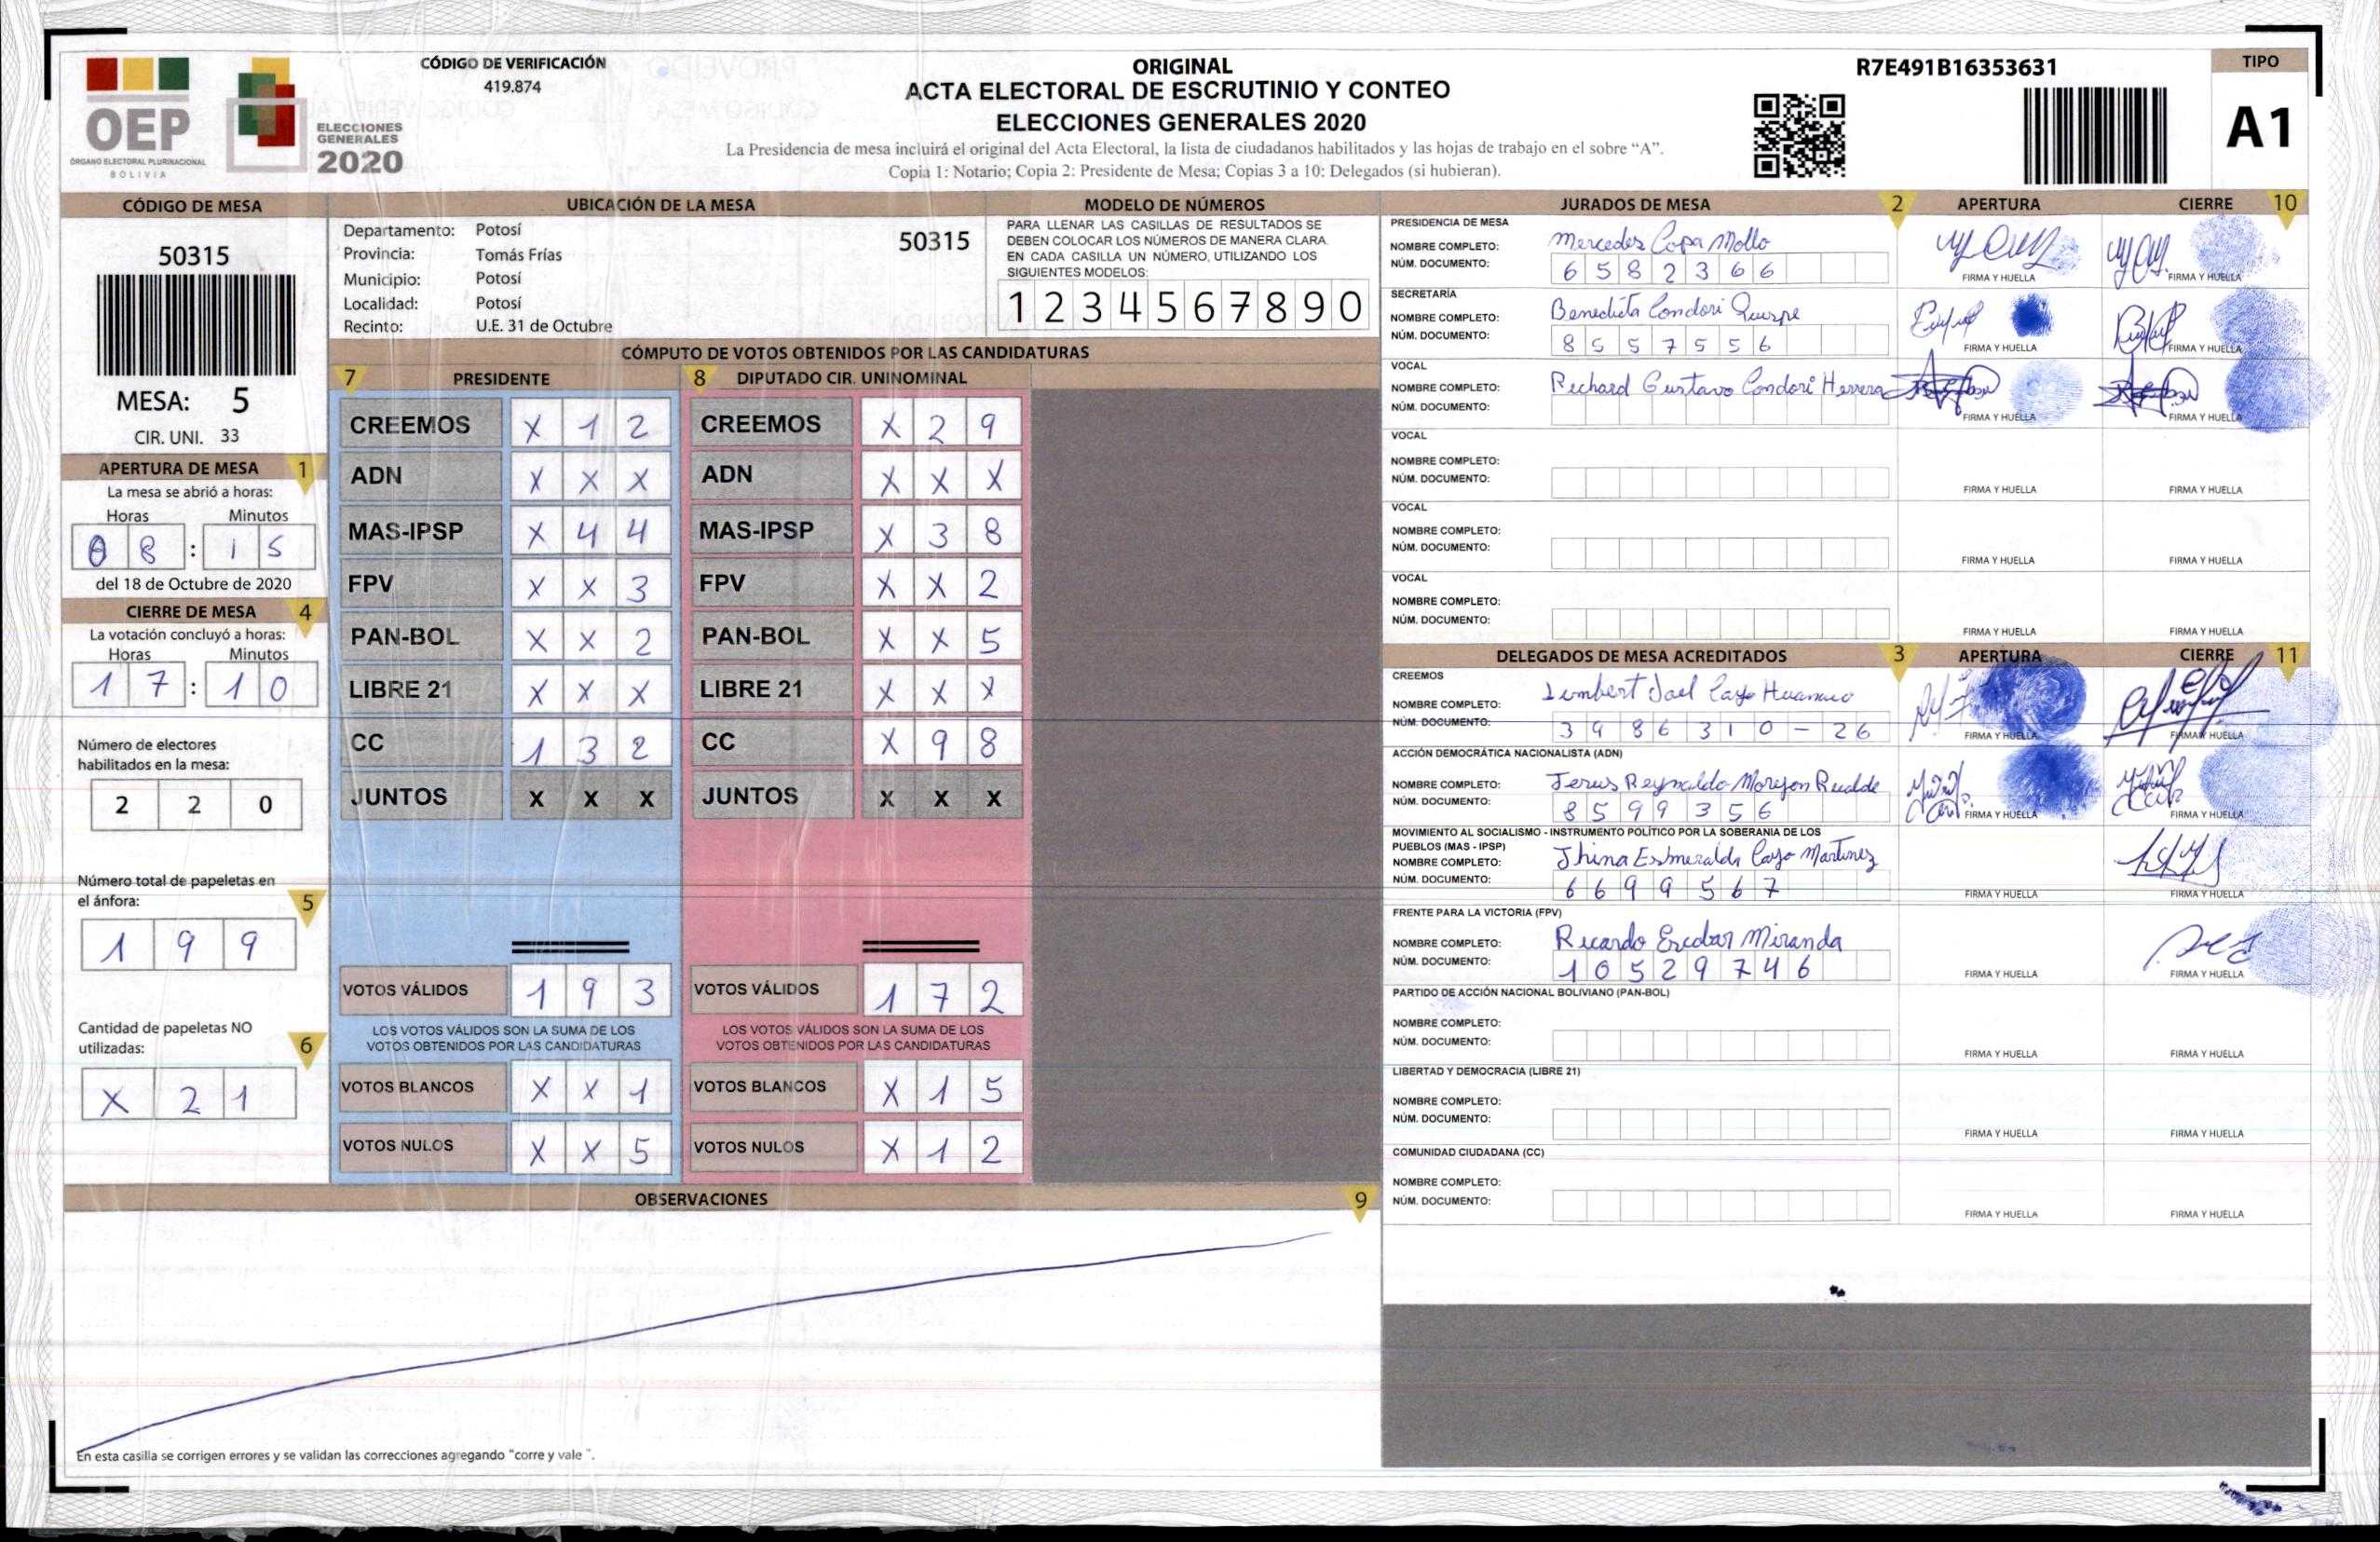 CÓDIGO DE VERIFICACIÓN
419.874
OEP
ÓRGANO ELECTORAL PLURINACIONAL
BOLIVIA
ELECCIONES
GENERALES
2020
ORIGINAL
ACTA ELECTORAL DE ESCRUTINIO Y CONTEO
ELECCIONES GENERALES 2020
La Presidencia de mesa incluirá el original del Acta Electoral, la lista de ciudadanos habilitados y las hojas de trabajo en el sobre “A”.
Copia 1: Notario; Copia 2: Presidente de Mesa; Copias 3 a 10: Delegados (si hubieran).
R7E491B16353631
TIPO
A1
CÓDIGO DE MESA
50315
MESA: 5
CIR. UNI. 33
APERTURA DE MESA 1
La mesa se abrió a horas:
Horas Minutos
08 : 15
del 18 de Octubre de 2020
CIERRE DE MESA 4
La votación concluyó a horas:
Horas Minutos
17 : 10
Número de electores
habilitados en la mesa:
2 2 0
Número total de papeletas en
el ánfora:
5
1 9 9
Cantidad de papeletas NO
utilizadas:
6
X 2 1
UBICACIÓN DE LA MESA
Departamento: Potosí
50315
Provincia: Tomás Frías
Municipio: Potosí
Localidad: Potosí
Recinto: U.E. 31 de Octubre
MODELO DE NÚMEROS
PARA LLENAR LAS CASILLAS DE RESULTADOS SE
DEBEN COLOCAR LOS NÚMEROS DE MANERA CLARA.
EN CADA CASILLA UN NÚMERO, UTILIZANDO LOS
SIGUIENTES MODELOS:
1 2 3 4 5 6 7 8 9 0
CÓMPUTO DE VOTOS OBTENIDOS POR LAS CANDIDATURAS
7 PRESIDENTE
CREEMOS X 1 2
ADN X X X
MAS-IPSP X 4 4
FPV X X 3
PAN-BOL X X 2
LIBRE 21 X X X
CC 1 3 2
JUNTOS X X X
VOTOS VÁLIDOS 1 9 3
LOS VOTOS VÁLIDOS SON LA SUMA DE LOS
VOTOS OBTENIDOS POR LAS CANDIDATURAS
VOTOS BLANCOS X X 1
VOTOS NULOS X X 5
8 DIPUTADO CIR. UNINOMINAL
CREEMOS X 2 9
ADN X X X
MAS-IPSP X 3 8
FPV X X 2
PAN-BOL X X 5
LIBRE 21 X X X
CC X 9 8
JUNTOS X X X
VOTOS VÁLIDOS 1 7 2
LOS VOTOS VÁLIDOS SON LA SUMA DE LOS
VOTOS OBTENIDOS POR LAS CANDIDATURAS
VOTOS BLANCOS X 1 5
VOTOS NULOS X 1 2
OBSERVACIONES 9
En esta casilla se corrigen errores y se validan las correcciones agregando “corre y vale ”.
JURADOS DE MESA 2 APERTURA CIERRE 10
PRESIDENCIA DE MESA
NOMBRE COMPLETO: Mercedes Copa Mollo
NÚM. DOCUMENTO: 6 5 8 2 3 6 6
FIRMA Y HUELLA FIRMA Y HUELLA
SECRETARÍA
NOMBRE COMPLETO: Benedicta Condori Quispe
NÚM. DOCUMENTO: 8 5 5 7 5 5 6
FIRMA Y HUELLA FIRMA Y HUELLA
VOCAL
NOMBRE COMPLETO: Richard Gustavo Condori Herrera
NÚM. DOCUMENTO:
FIRMA Y HUELLA FIRMA Y HUELLA
VOCAL
NOMBRE COMPLETO:
NÚM. DOCUMENTO:
FIRMA Y HUELLA FIRMA Y HUELLA
VOCAL
NOMBRE COMPLETO:
NÚM. DOCUMENTO:
FIRMA Y HUELLA FIRMA Y HUELLA
VOCAL
NOMBRE COMPLETO:
NÚM. DOCUMENTO:
FIRMA Y HUELLA FIRMA Y HUELLA
DELEGADOS DE MESA ACREDITADOS 3 APERTURA CIERRE 11
CREEMOS
NOMBRE COMPLETO:
NÚM. DOCUMENTO: 3 9 8 6 3 1 0 - 2 6
FIRMA Y HUELLA FIRMA Y HUELLA
ACCIÓN DEMOCRÁTICA NACIONALISTA (ADN)
NOMBRE COMPLETO: Jesus Reynaldo Morejon
NÚM. DOCUMENTO: 8 5 9 9 3 5 6
FIRMA Y HUELLA FIRMA Y HUELLA
MOVIMIENTO AL SOCIALISMO - INSTRUMENTO POLÍTICO POR LA SOBERANIA DE LOS
PUEBLOS (MAS - IPSP)
NOMBRE COMPLETO: Jhina Esmeralda Cayo Martinez
NÚM. DOCUMENTO: 6 6 9 9 5 6 7
FIRMA Y HUELLA FIRMA Y HUELLA
FRENTE PARA LA VICTORIA (FPV)
NOMBRE COMPLETO: Ricardo Escobar Miranda
NÚM. DOCUMENTO: 1 0 5 2 9 7 4 6
FIRMA Y HUELLA FIRMA Y HUELLA
PARTIDO DE ACCIÓN NACIONAL BOLIVIANO (PAN-BOL)
NOMBRE COMPLETO:
NÚM. DOCUMENTO:
FIRMA Y HUELLA FIRMA Y HUELLA
LIBERTAD Y DEMOCRACIA (LIBRE 21)
NOMBRE COMPLETO:
NÚM. DOCUMENTO:
FIRMA Y HUELLA FIRMA Y HUELLA
COMUNIDAD CIUDADANA (CC)
NOMBRE COMPLETO:
NÚM. DOCUMENTO:
FIRMA Y HUELLA FIRMA Y HUELLA